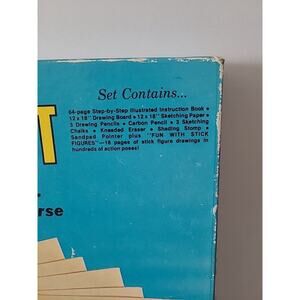 Set Contains...
64-page Step-by-Step Illustrated Instruction Book •
12 x 18" Drawing Board • 12 x 18" Sketching Paper •
3 Drawing Pencils • Carbon Pencil • 3 Sketching
Chalks • Kneaded Eraser • Shading Stomp •
Sandpad Pointer plus "FUN WITH STICK
FIGURES"—16 pages of stick figure drawings in
hundreds of action poses!
T
rse